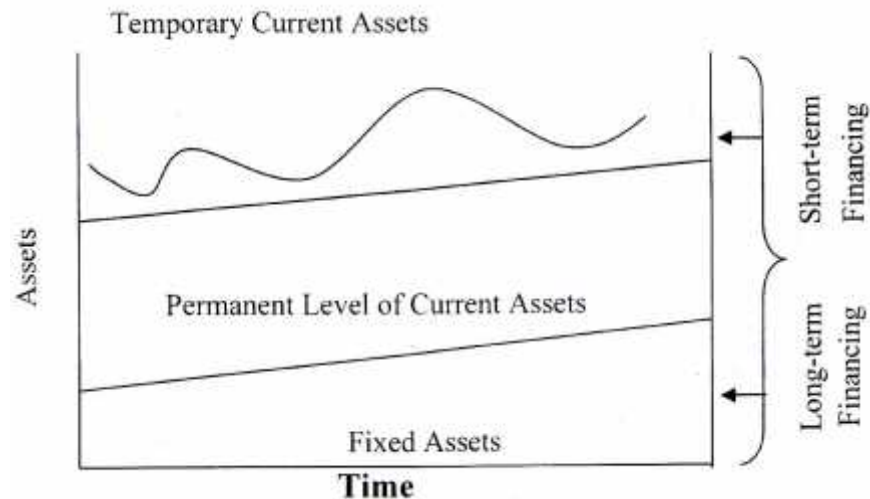 Temporary Current Assets
Assets
Permanent Level of Current Assets
Fixed Assets
Time
Short-term
Financing
Long-term
Financing